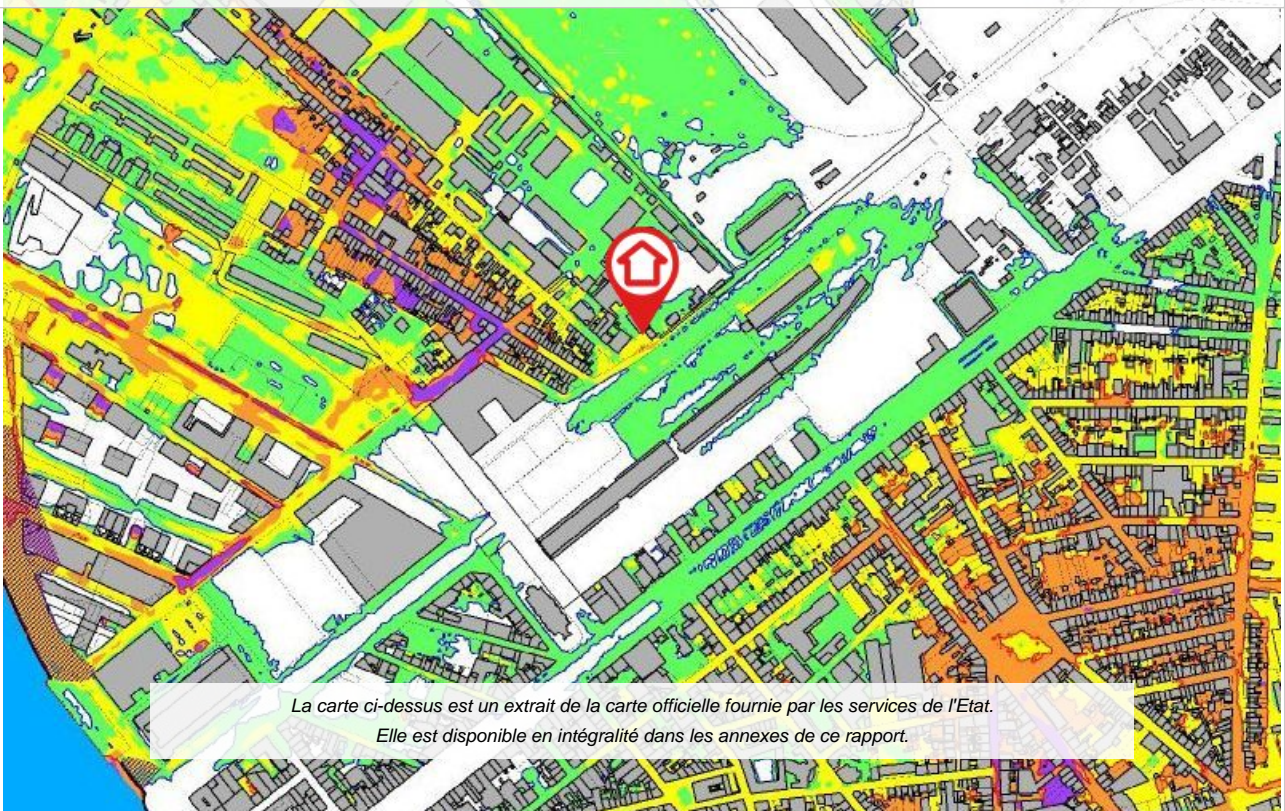 La carte ci-dessus est un extrait de la carte officielle fournie par les services de l'Etat.
Elle est disponible en intégralité dans les annexes de ce rapport.